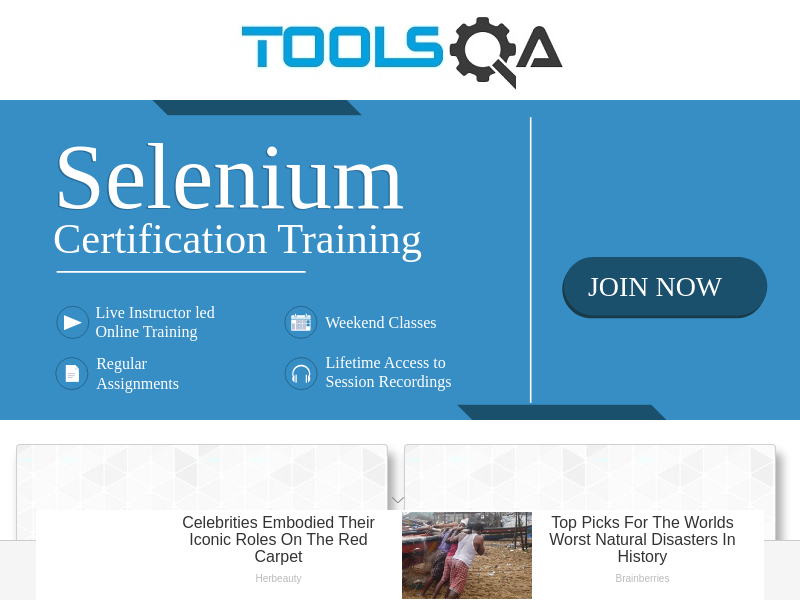 TOOLSQA
Selenium
Certification Training
JOIN NOW
Live Instructor led
Online Training
Weekend Classes
Regular
Assignments
Lifetime Access to
Session Recordings
Celebrities Embodied Their
Iconic Roles On The Red
Carpet
Herbeauty
Top Picks For The Worlds
Worst Natural Disasters In
History
Brainberries